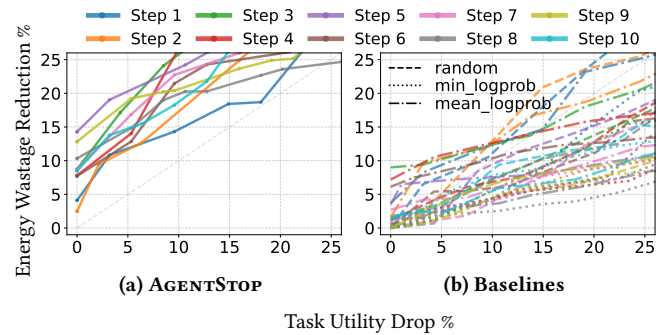 Step 1 Step 3 Step 5 Step 7 Step 9
Step 2 Step 4 Step 6 Step 8 Step 10
Energy Wastage Reduction %
25
20
15
10
5
0
0 5 10 15 20 25
25
20
15
10
5
0
random
min_logprob
mean_logprob
0 5 10 15 20 25
(a) AGENTSTOP
(b) Baselines
Task Utility Drop %